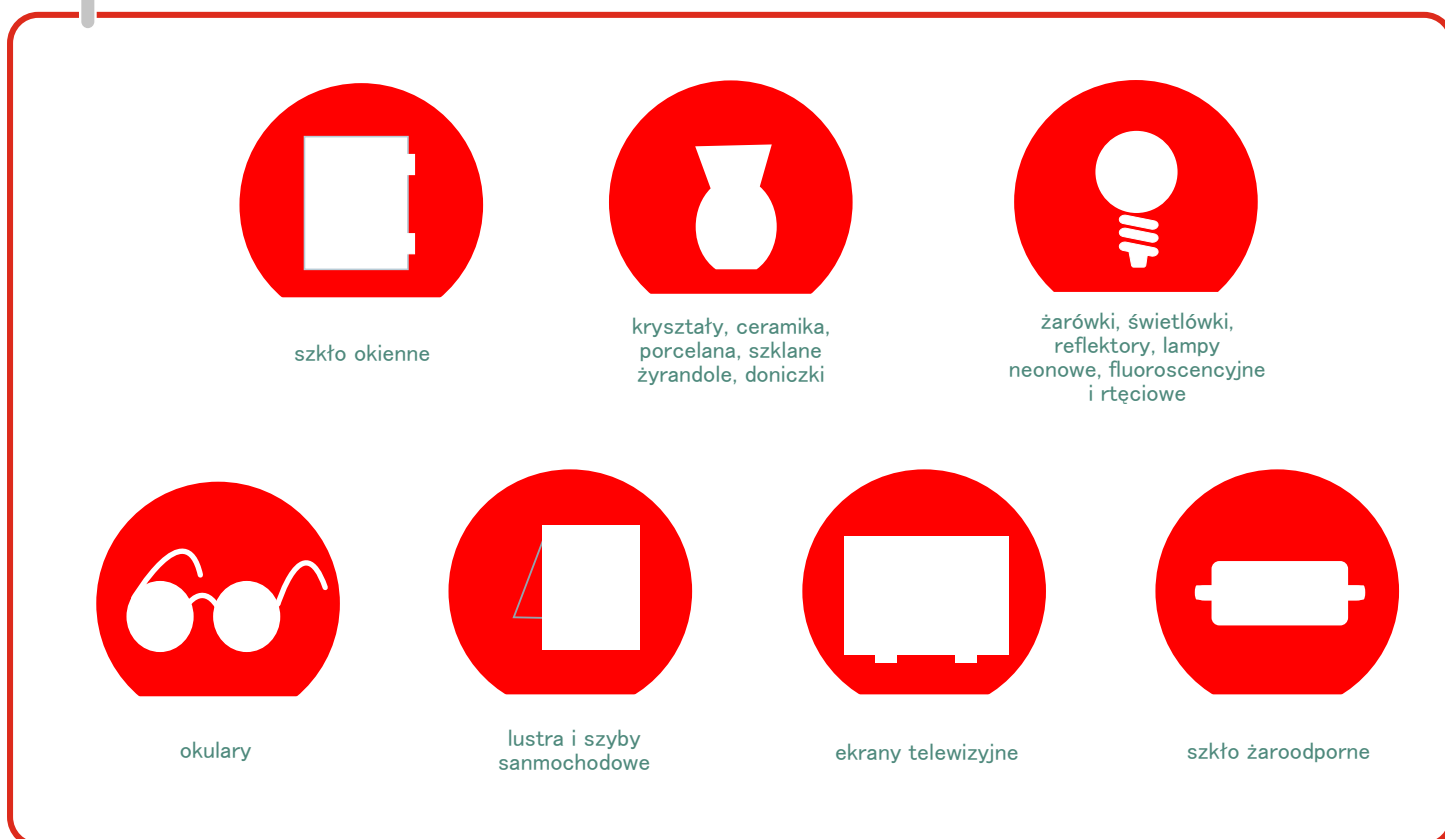 szkło okienne
kryształy, ceramika,
porcelana, szklane
żyrandole, doniczki
żarówki, świetlówki,
reflektory, lampy
neonowe, fluoroscencyjne
i rtęciowe
okulary
lustra i szyby
sanmochodowe
ekrany telewizyjne
szkło żaroodporne